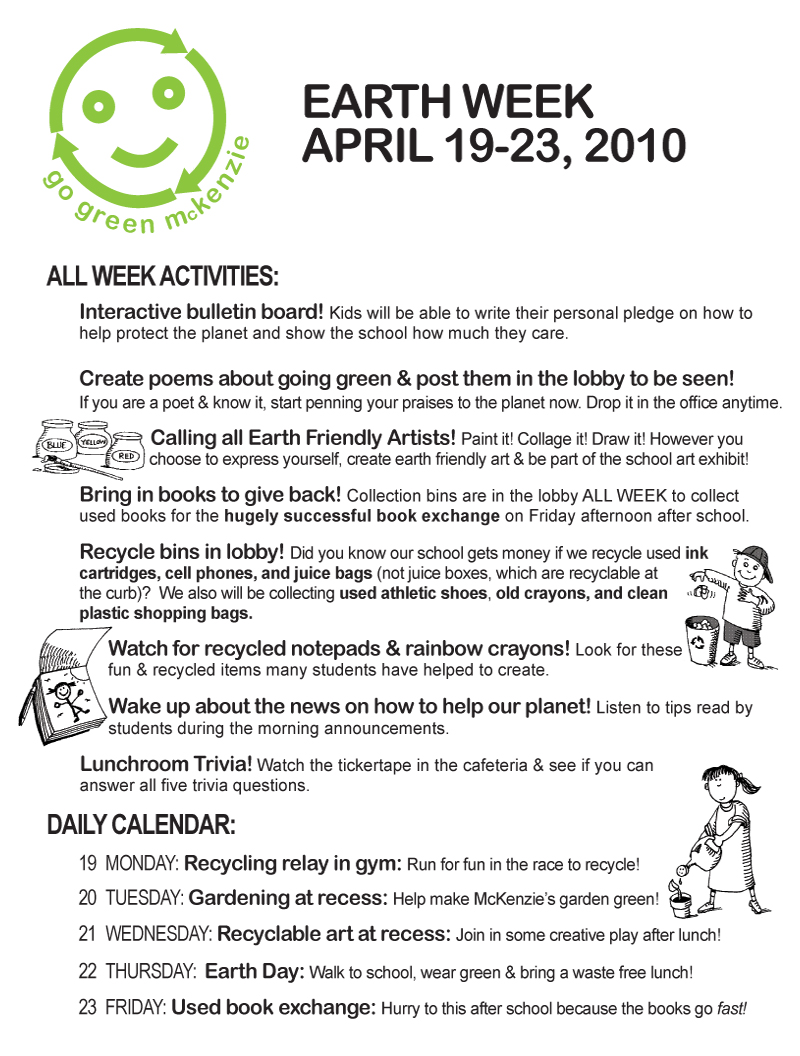 go green mckenzie
EARTH WEEK
APRIL 19-23, 2010
ALL WEEK ACTIVITIES:
Interactive bulletin board! Kids will be able to write their personal pledge on how to
help protect the planet and show the school how much they care.
Create poems about going green & post them in the lobby to be seen!
If you are a poet & know it, start penning your praises to the planet now. Drop it in the office anytime.
BLUE
YELLOW
RED
Calling all Earth Friendly Artists! Paint it! Collage it! Draw it! However you
choose to express yourself, create earth friendly art & be part of the school art exhibit!
Bring in books to give back! Collection bins are in the lobby ALL WEEK to collect
used books for the hugely successful book exchange on Friday afternoon after school.
Recycle bins in lobby! Did you know our school gets money if we recycle used ink
cartridges, cell phones, and juice bags (not juice boxes, which are recyclable at
the curb)? We also will be collecting used athletic shoes, old crayons, and clean
plastic shopping bags.
Watch for recycled notepads & rainbow crayons! Look for these
fun & recycled items many students have helped to create.
Wake up about the news on how to help our planet! Listen to tips read by
students during the morning announcements.
Lunchroom Trivia! Watch the tickertape in the cafeteria & see if you can
answer all five trivia questions.
DAILY CALENDAR:
19 MONDAY: Recycling relay in gym: Run for fun in the race to recycle!
20 TUESDAY: Gardening at recess: Help make McKenzie's garden green!
21 WEDNESDAY: Recyclable art at recess: Join in some creative play after lunch!
22 THURSDAY: Earth Day: Walk to school, wear green & bring a waste free lunch!
23 FRIDAY: Used book exchange: Hurry to this after school because the books go fast!